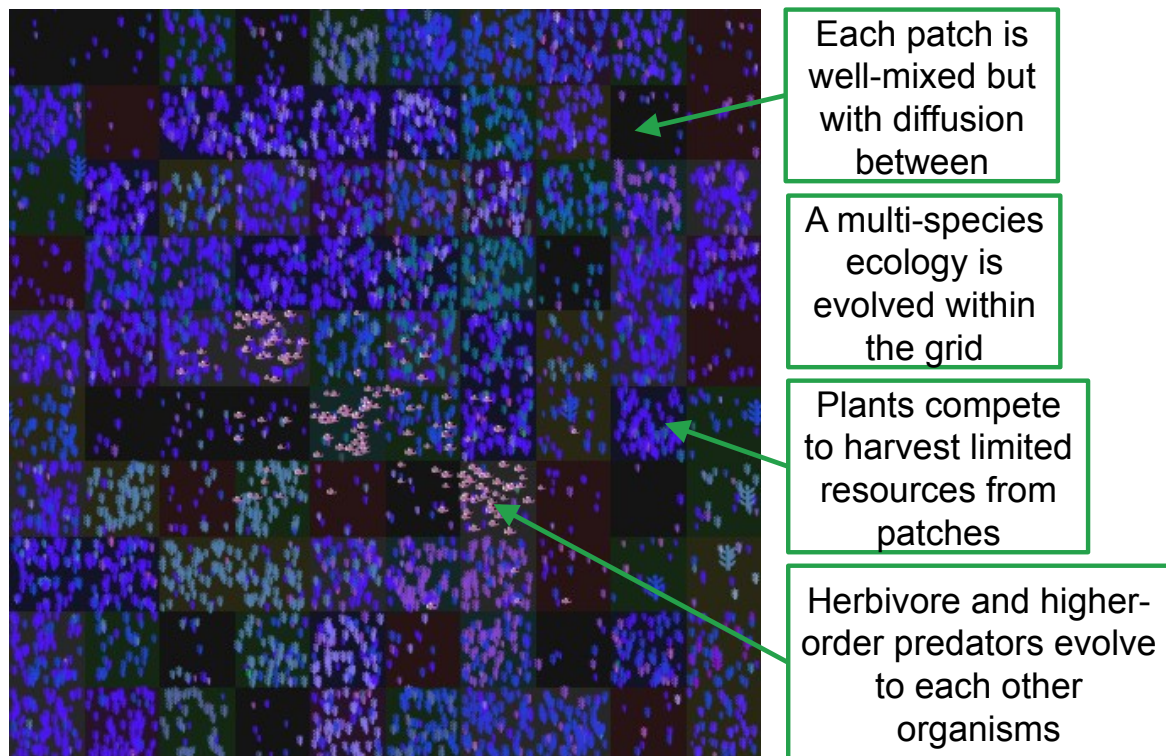 Each patch is
well-mixed but
with diffusion
between
A multi-species
ecology is
evolved within
the grid
Plants compete
to harvest limited
resources from
patches
Herbivore and higher-
order predators evolve
to each other
organisms